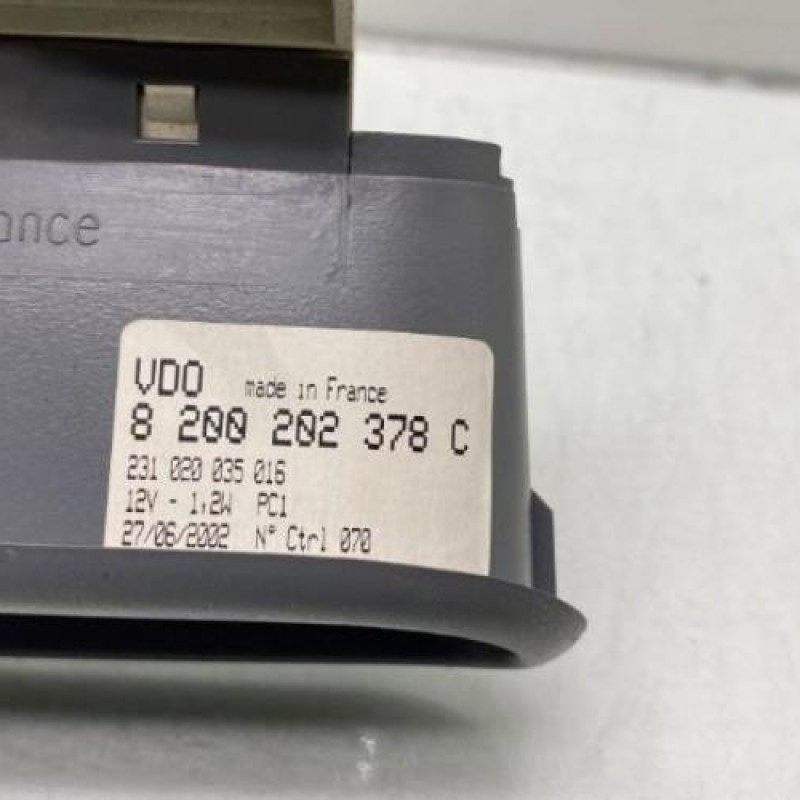 VDO made in France
8 200 202 378 C
231 020 035 016
12V - 1,2W PC1
27/06/2002 N° Ctrl 070